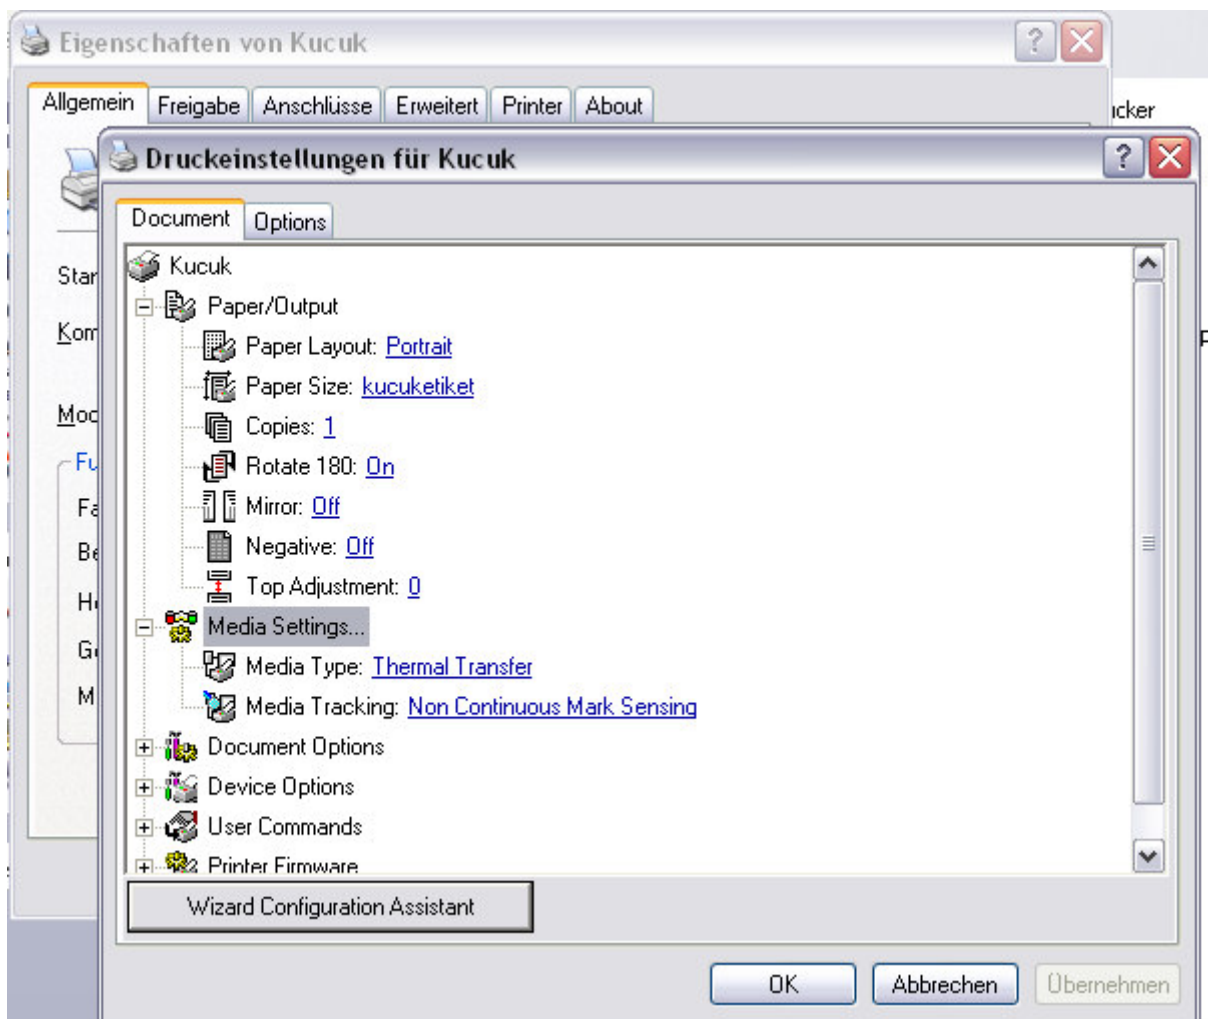 Eigenschaften von Kucuk
Allgemein Freigabe Anschlüsse Erweitert Printer About
Druckeinstellungen für Kucuk
Document Options
Kucuk
Paper/Output
Paper Layout: Portrait
Paper Size: kucuketiket
Copies: 1
Rotate 180: On
Mirror: Off
Negative: Off
Top Adjustment: 0
Media Settings...
Media Type: Thermal Transfer
Media Tracking: Non Continuous Mark Sensing
Document Options
Device Options
User Commands
Printer Firmware
Wizard Configuration Assistant
OK Abbrechen Übernehmen